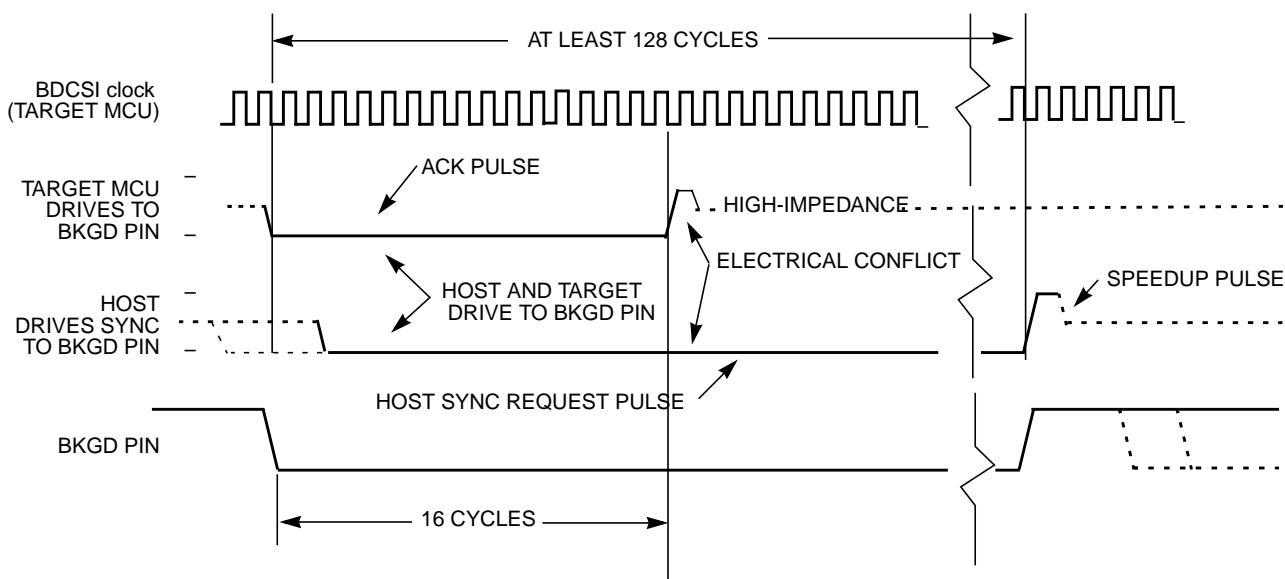 AT LEAST 128 CYCLES
BDCSI clock
(TARGET MCU)
ACK PULSE
TARGET MCU
DRIVES TO
BKGD PIN
HIGH-IMPEDANCE
ELECTRICAL CONFLICT
SPEEDUP PULSE
HOST AND TARGET
DRIVE TO BKGD PIN
HOST
DRIVES SYNC
TO BKGD PIN
HOST SYNC REQUEST PULSE
BKGD PIN
16 CYCLES